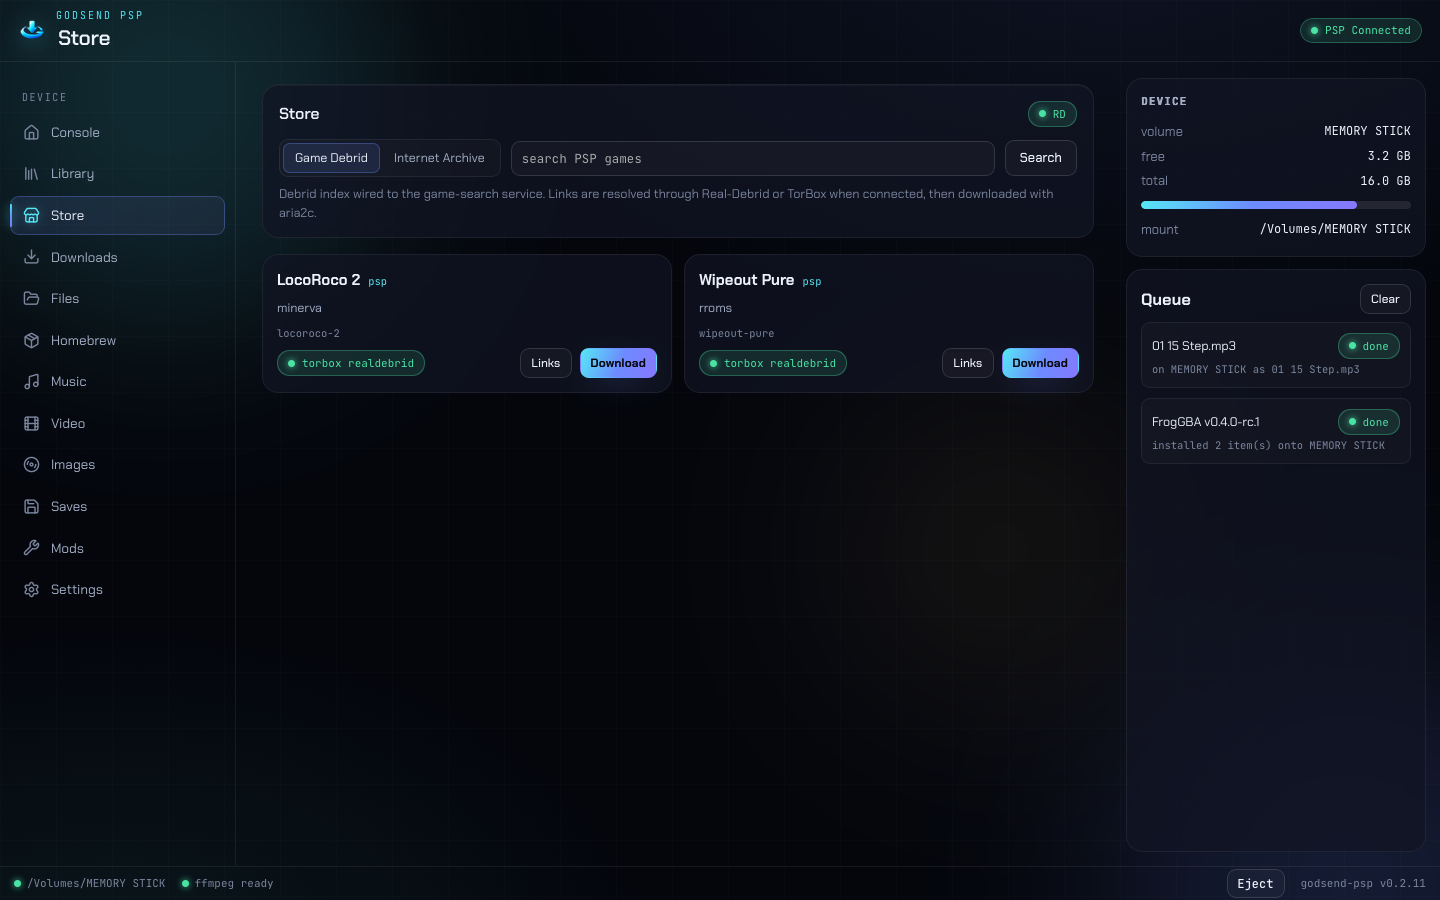 GODSEND PSP
Store
PSP Connected
DEVICE
Console
Library
Store
Downloads
Files
Homebrew
Music
Video
Images
Saves
Mods
Settings
Store
RD
Game Debrid
Internet Archive
search PSP games
Search
Debrid index wired to the game-search service. Links are resolved through Real-Debrid or TorBox when connected, then downloaded with
aria2c.
LocoRoco 2 psp
minerva
locoroco-2
torbox realdebrid
Links
Download
Wipeout Pure psp
rroms
wipeout-pure
torbox realdebrid
Links
Download
DEVICE
volume MEMORY STICK
free 3.2 GB
total 16.0 GB
mount /Volumes/MEMORY STICK
Queue
Clear
01 15 Step.mp3
done
on MEMORY STICK as 01 15 Step.mp3
FrogGBA v0.4.0-rc.1
done
installed 2 item(s) onto MEMORY STICK
/Volumes/MEMORY STICK
ffmpeg ready
Eject
godsend-psp v0.2.11